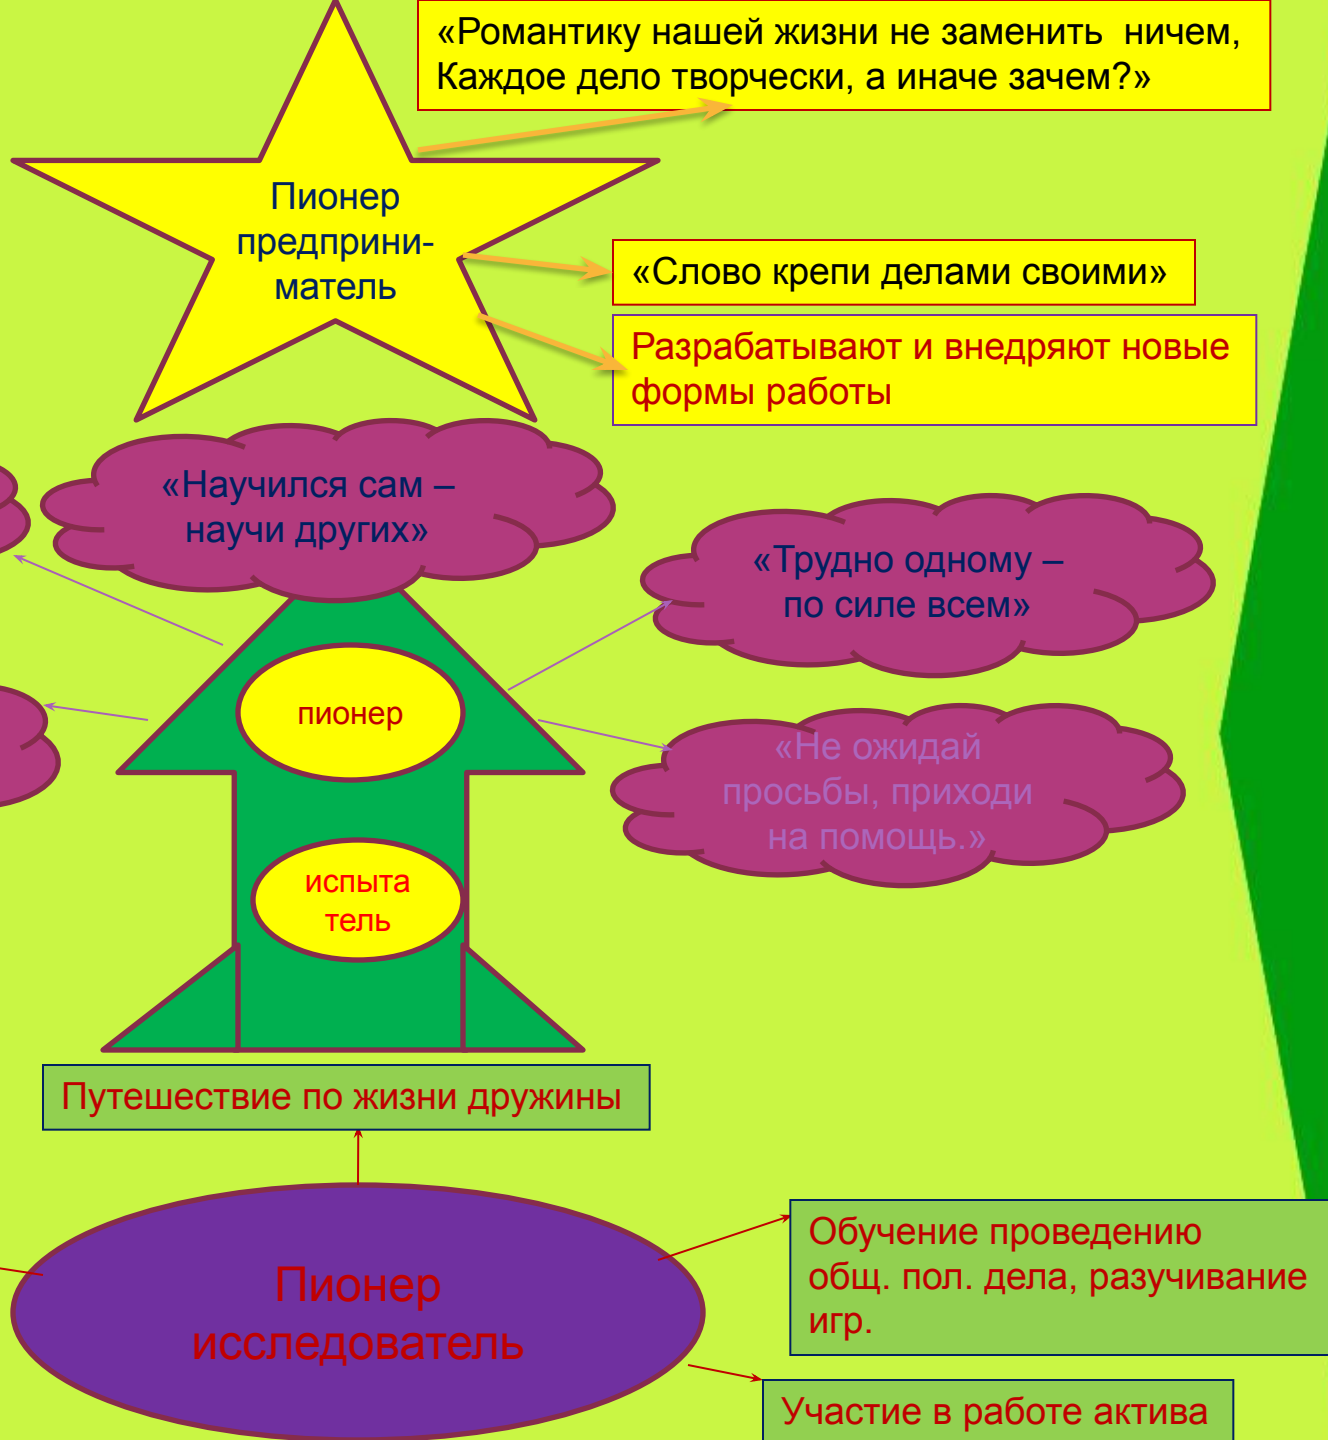 «Романтику нашей жизни не заменить  ничем,
Каждое дело творчески, а иначе зачем?»
Пионер
предприни-
матель
«Слово крепи делами своими»
Разрабатывают и внедряют новые
формы работы
«Научился сам –
научи других»
«Трудно одному –
по силе всем»
пионер
«Не ожидай
просьбы, приходи
на помощь.»
испыта
тель
Путешествие по жизни дружины
Пионер
исследователь
Обучение проведению
общ. пол. дела, разучивание
игр.
Участие в работе актива